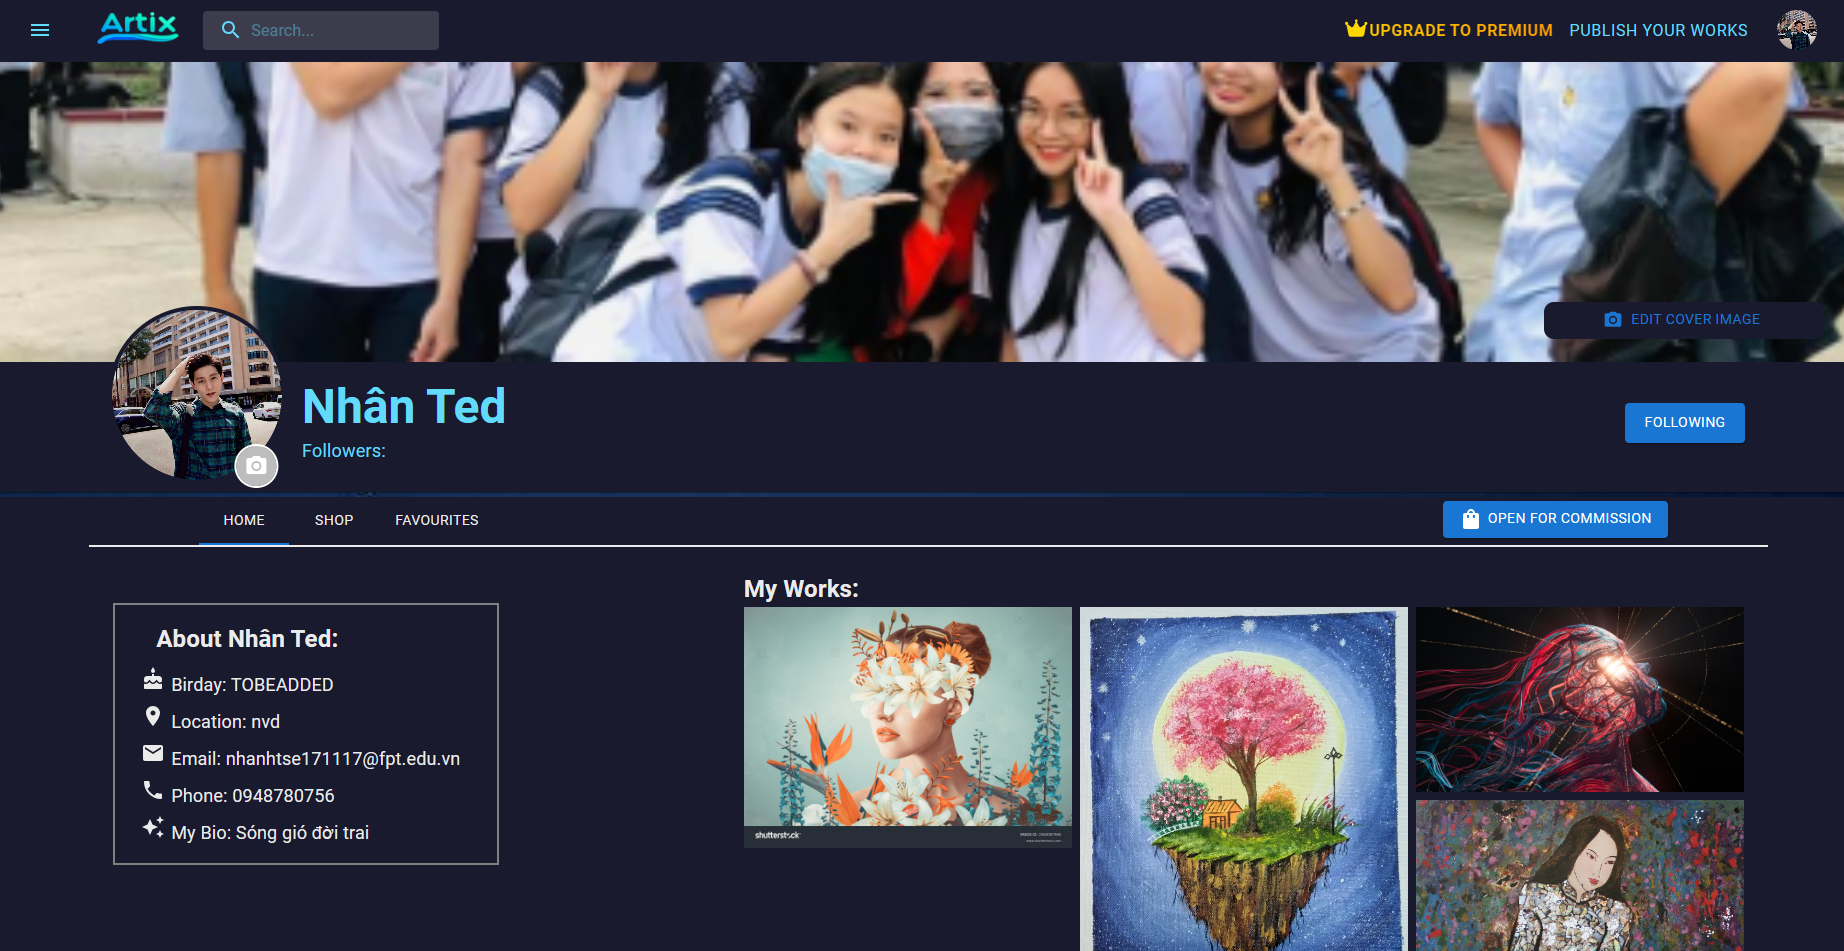 Artix
Search...
UPGRADE TO PREMIUM
PUBLISH YOUR WORKS
EDIT COVER IMAGE
Nhân Ted
Followers:
FOLLOWING
HOME
SHOP
FAVOURITES
OPEN FOR COMMISSION
My Works:
About Nhân Ted:
Birday: TOBEADDED
Location: nvd
Email: nhanhtse171117@fpt.edu.vn
Phone: 0948780756
My Bio: Sóng gió đời trai
shutterstock